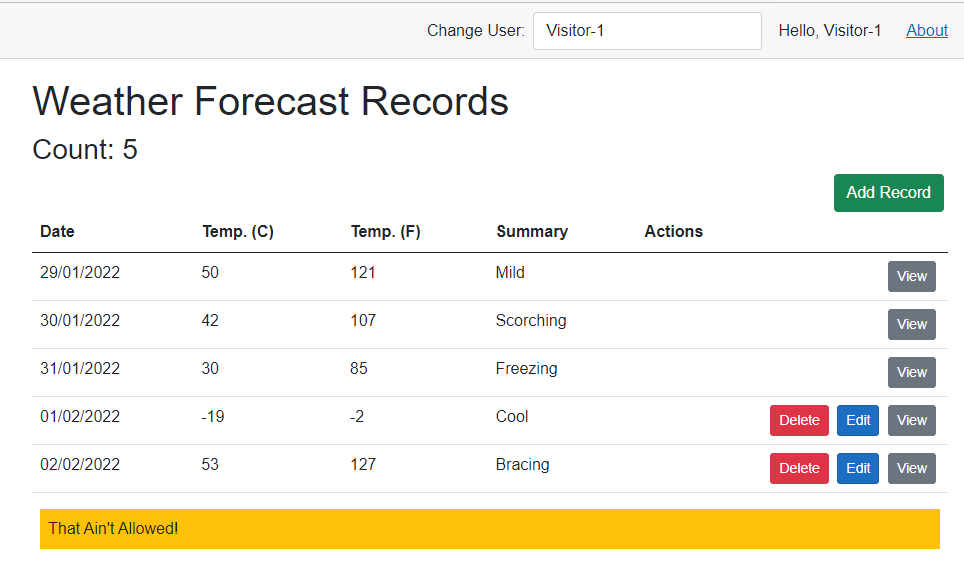 Change User: Visitor-1 Hello, Visitor-1 About
Weather Forecast Records
Count: 5
Add Record
Date Temp. (C) Temp. (F) Summary Actions
29/01/2022 50 121 Mild View
30/01/2022 42 107 Scorching View
31/01/2022 30 85 Freezing View
01/02/2022 -19 -2 Cool Delete Edit View
02/02/2022 53 127 Bracing Delete Edit View
That Ain't Allowed!